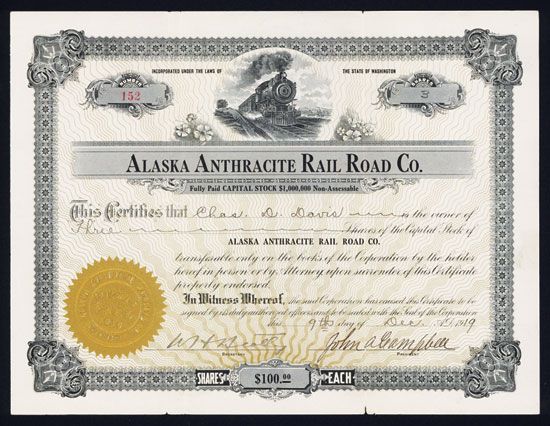 INCORPORATED UNDER THE LAWS OF THE STATE OF WASHINGTON
152 3
ALASKA ANTHRACITE RAIL ROAD CO.
Fully Paid CAPITAL STOCK $1,000,000 Non-Assessable
This Certifies that Chas. D. Davis is the owner of
Three Shares of the Capital Stock of
ALASKA ANTHRACITE RAIL ROAD CO.
transferable only on the books of the Corporation by the holder
hereof in person or by Attorney upon surrender of this Certificate
properly endorsed.
In Witness Whereof, the said Corporation has caused this Certificate to be
signed by its duly authorized officers and to be sealed with the Seal of the Corporation
this 9th day of Dec. A.D. 1919
John A Campbell
SECRETARY PRESIDENT
SHARES $100.00 EACH